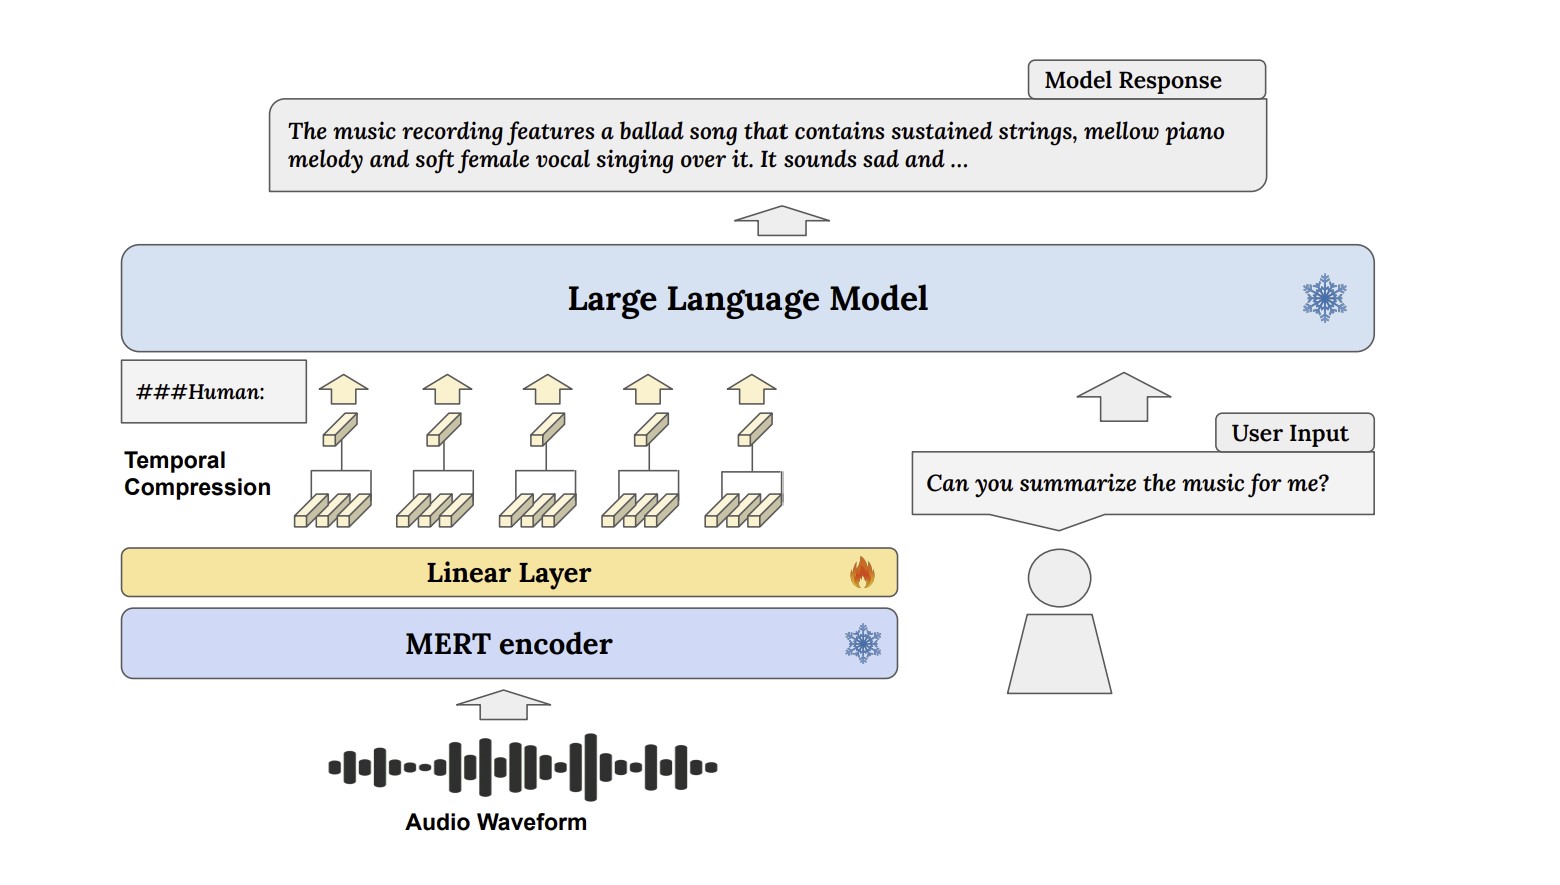 Model Response
The music recording features a ballad song that contains sustained strings, mellow piano
melody and soft female vocal singing over it. It sounds sad and ...
Large Language Model
###Human:
User Input
Temporal
Compression
Can you summarize the music for me?
Linear Layer
MERT encoder
Audio Waveform